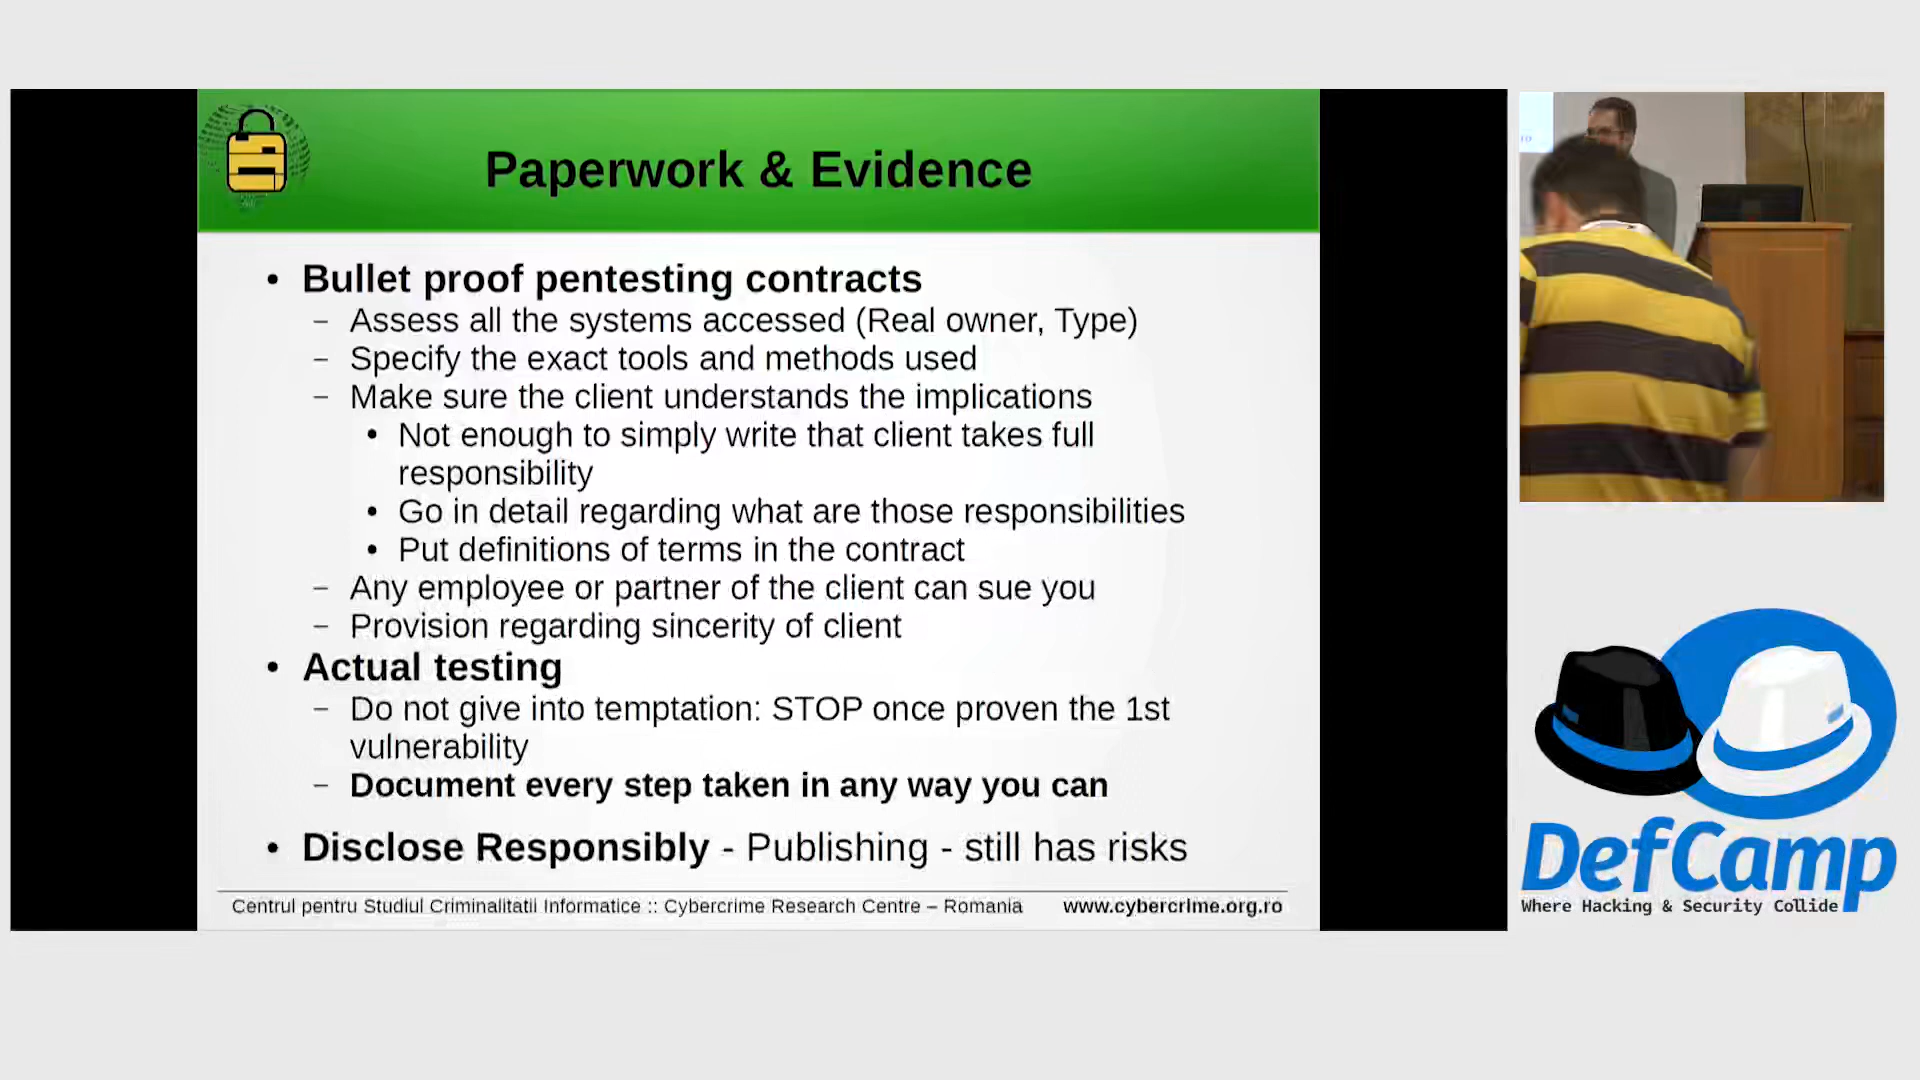 Paperwork & Evidence
• Bullet proof pentesting contracts
– Assess all the systems accessed (Real owner, Type)
– Specify the exact tools and methods used
– Make sure the client understands the implications
• Not enough to simply write that client takes full
responsibility
• Go in detail regarding what are those responsibilities
• Put definitions of terms in the contract
– Any employee or partner of the client can sue you
– Provision regarding sincerity of client
• Actual testing
– Do not give into temptation: STOP once proven the 1st
vulnerability
– Document every step taken in any way you can
• Disclose Responsibly - Publishing - still has risks
Centrul pentru Studiul Criminalitatii Informatice :: Cybercrime Research Centre – Romania www.cybercrime.org.ro
DefCamp
Where Hacking & Security Collide